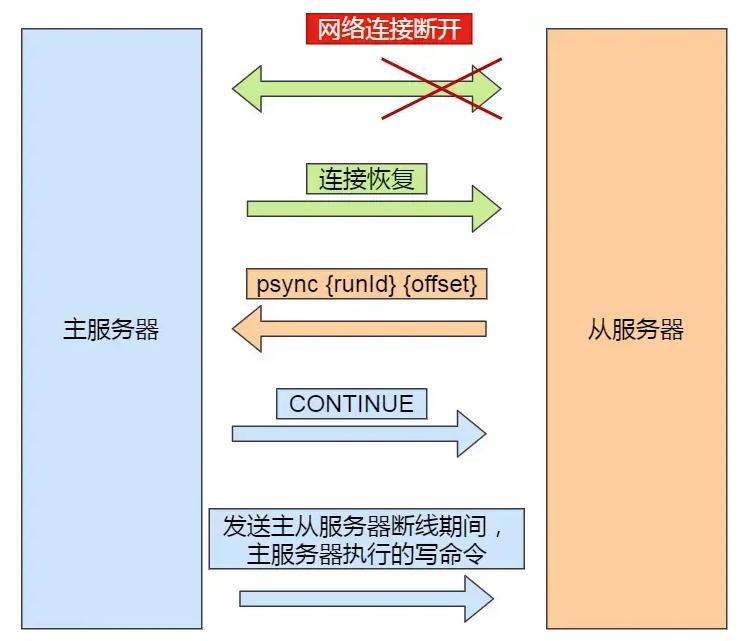 网络连接断开
连接恢复
psync {runId} {offset}
主服务器
从服务器
CONTINUE
发送主从服务器断线期间，
主服务器执行的写命令